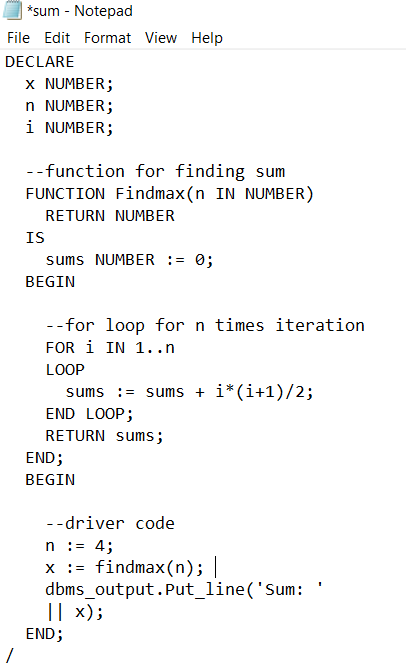 *sum - Notepad
File Edit Format View Help
DECLARE
  x NUMBER;
  n NUMBER;
  i NUMBER;

  --function for finding sum
  FUNCTION Findmax(n IN NUMBER)
    RETURN NUMBER
  IS
    sums NUMBER := 0;
  BEGIN

    --for loop for n times iteration
    FOR i IN 1..n
    LOOP
      sums := sums + i*(i+1)/2;
    END LOOP;
    RETURN sums;
  END;
  BEGIN

    --driver code
    n := 4;
    x := findmax(n);
    dbms_output.Put_line('Sum: '
    || x);
  END;
/